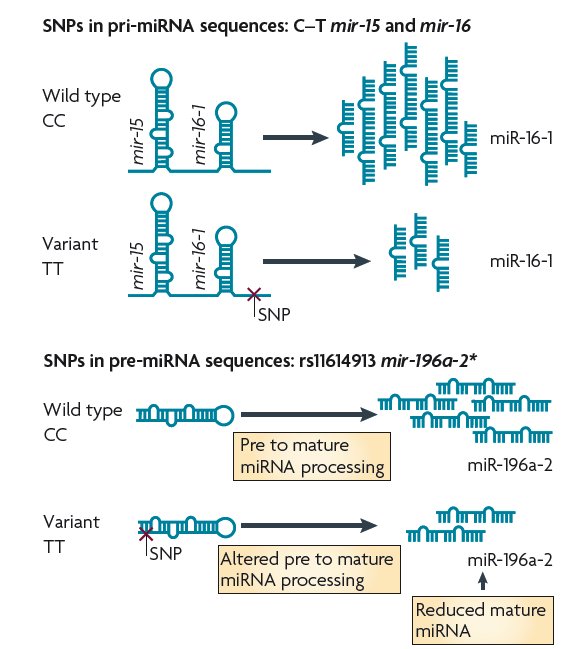 SNPs in pri-miRNA sequences: C–T mir-15 and mir-16
Wild type
CC
mir-15
mir-16-1
miR-16-1
Variant
TT
mir-15
mir-16-1
miR-16-1
SNP
SNPs in pre-miRNA sequences: rs11614913 mir-196a-2*
Wild type
CC
Pre to mature
miRNA processing
miR-196a-2
Variant
TT
SNP
Altered pre to mature
miRNA processing
miR-196a-2
Reduced mature
miRNA